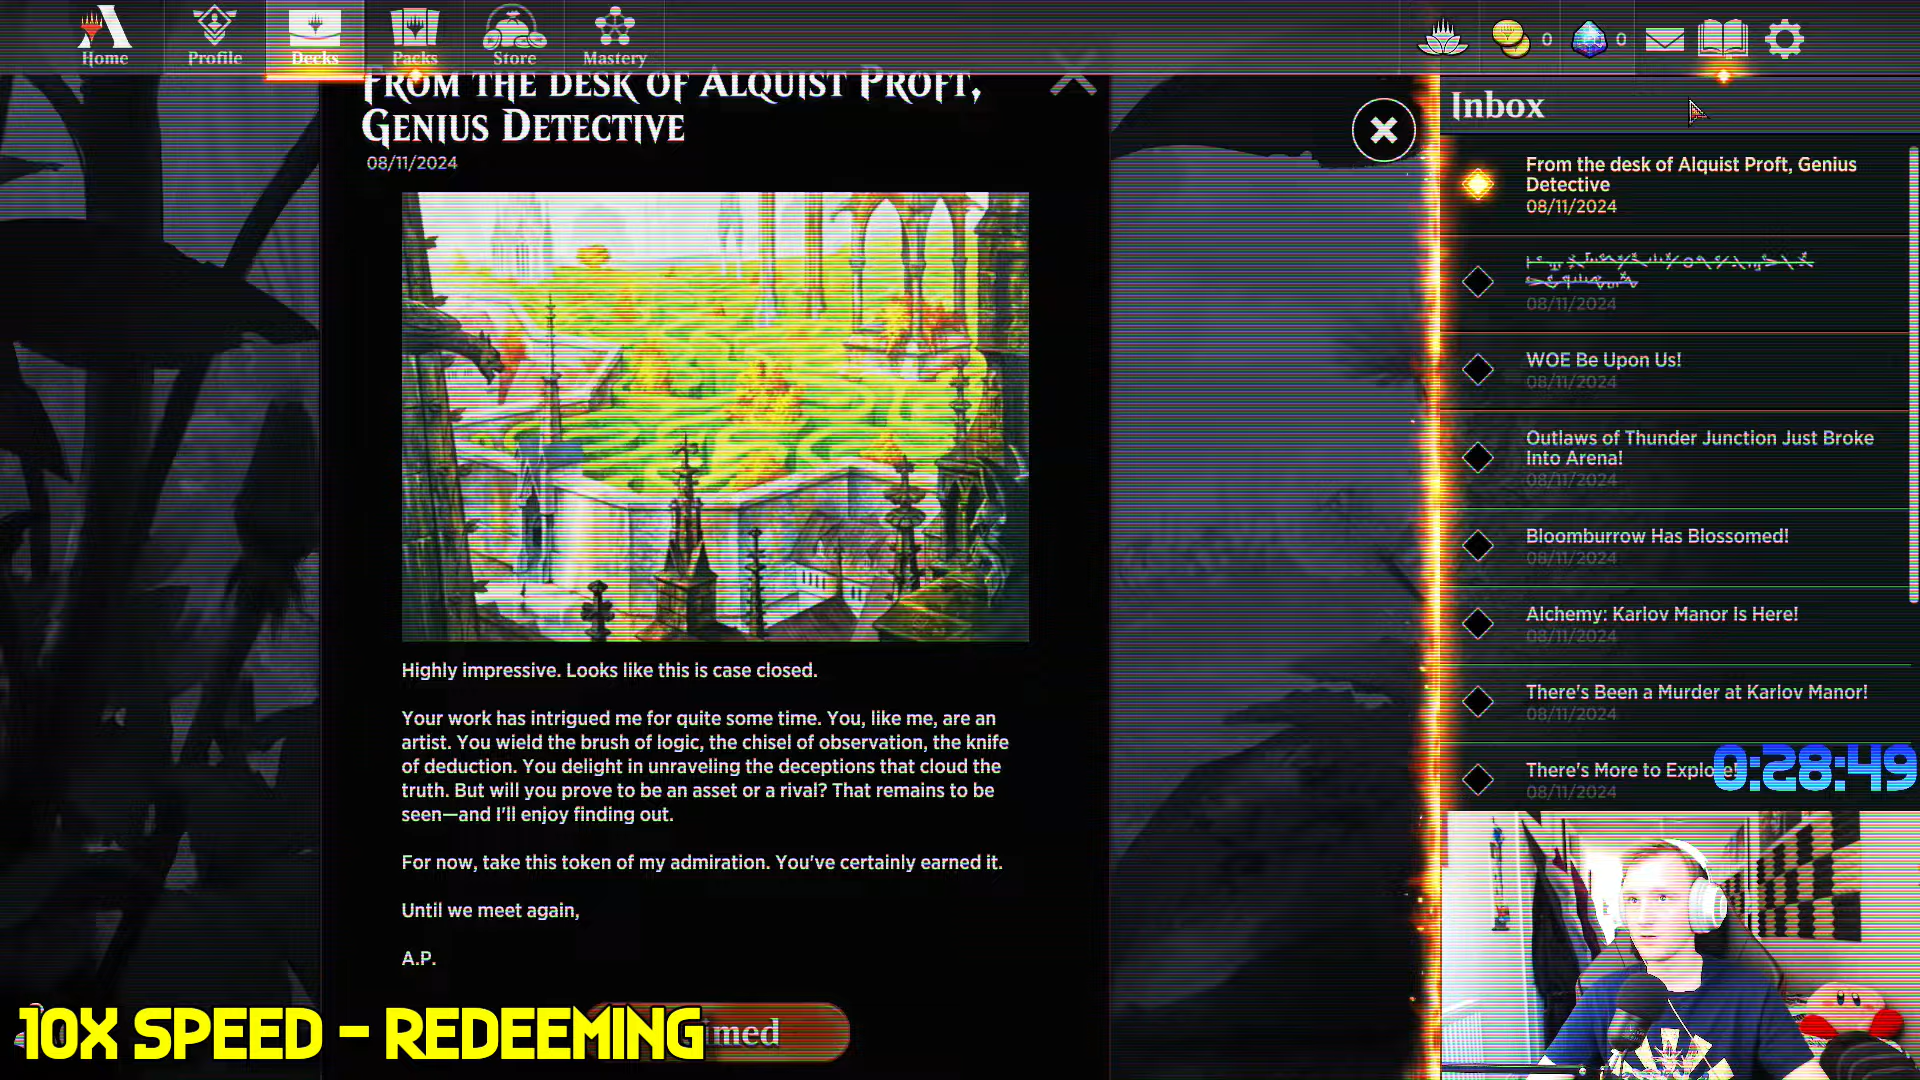 Home
Profile
Decks
Packs
Store
Mastery
0
0
From the desk of Alquist Proft,
Genius Detective
08/11/2024
Highly impressive. Looks like this is case closed.
Your work has intrigued me for quite some time. You, like me, are an
artist. You wield the brush of logic, the chisel of observation, the knife
of deduction. You delight in unraveling the deceptions that cloud the
truth. But will you prove to be an asset or a rival? That remains to be
seen—and I'll enjoy finding out.
For now, take this token of my admiration. You've certainly earned it.
Until we meet again,
A.P.
Inbox
From the desk of Alquist Proft, Genius
Detective
08/11/2024
08/11/2024
WOE Be Upon Us!
08/11/2024
Outlaws of Thunder Junction Just Broke
Into Arena!
08/11/2024
Bloomburrow Has Blossomed!
08/11/2024
Alchemy: Karlov Manor Is Here!
08/11/2024
There's Been a Murder at Karlov Manor!
08/11/2024
There's More to Explore!
08/11/2024
0:28:49
10X SPEED - REDEEMING